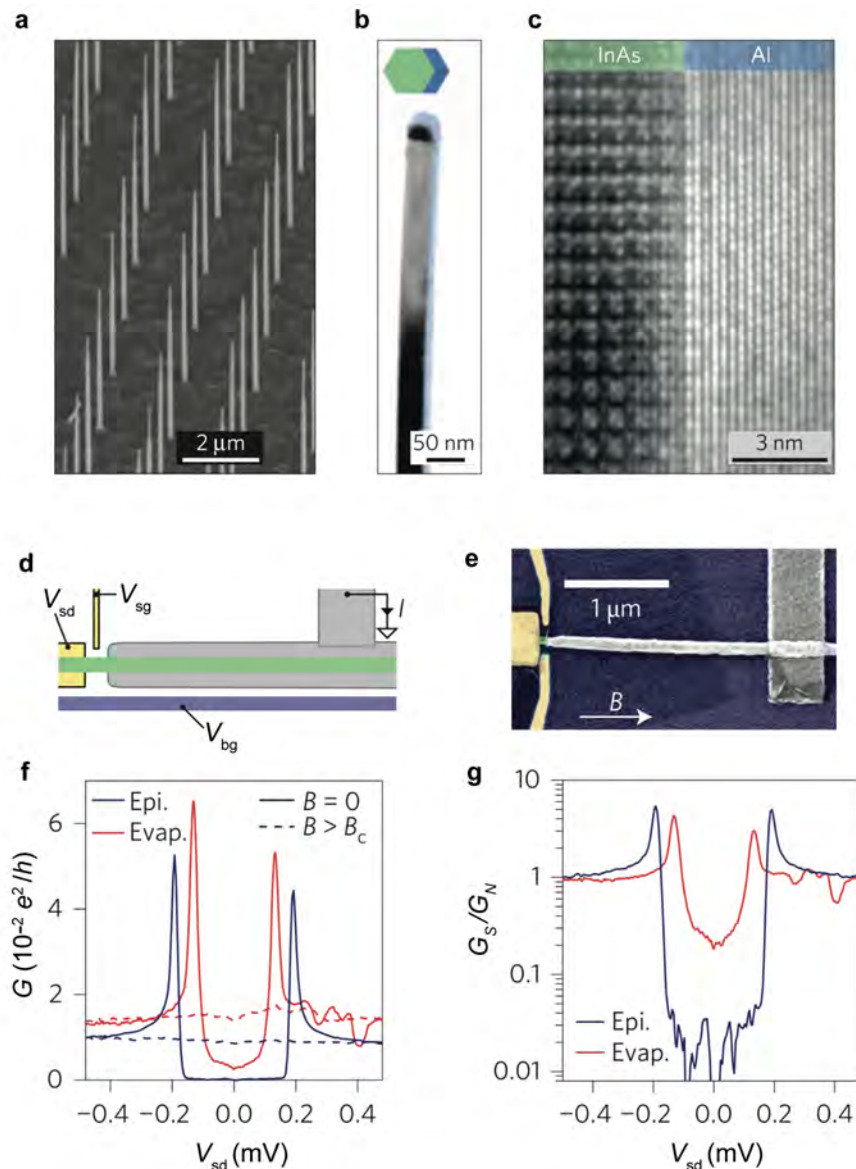 a
b
c
InAs Al
2 μm
50 nm
3 nm
d
e
V_sd
V_sg
I
V_bg
1 μm
B
f
g
Epi.
Evap.
B = 0
B > B_c
G (10⁻² e²/h)
6
4
2
0
−0.4 −0.2 0.0 0.2 0.4
V_sd (mV)
G_S/G_N
10
1
0.1
0.01
Epi.
Evap.
−0.4 −0.2 0.0 0.2 0.4
V_sd (mV)